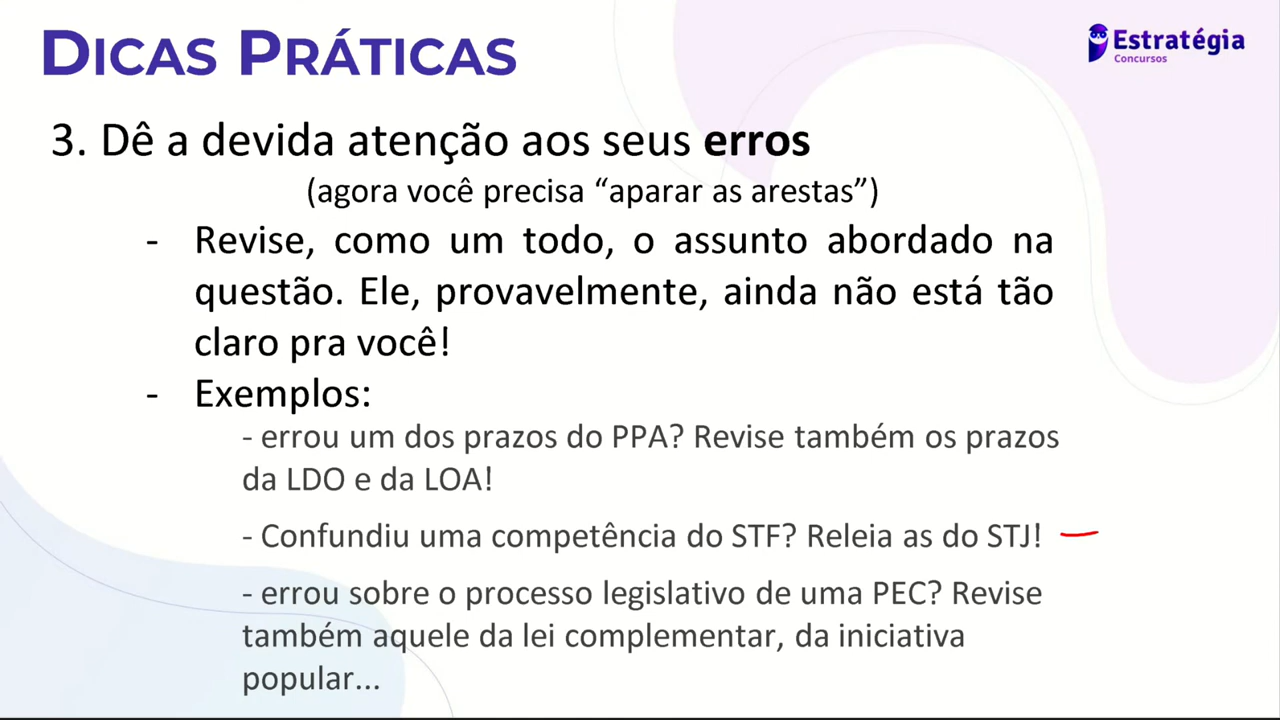 DICAS PRÁTICAS
Estratégia
Concursos
3. Dê a devida atenção aos seus erros
(agora você precisa “aparar as arestas”)
- Revise, como um todo, o assunto abordado na
questão. Ele, provavelmente, ainda não está tão
claro pra você!
- Exemplos:
- errou um dos prazos do PPA? Revise também os prazos
da LDO e da LOA!
- Confundiu uma competência do STF? Releia as do STJ!
- errou sobre o processo legislativo de uma PEC? Revise
também aquele da lei complementar, da iniciativa
popular...